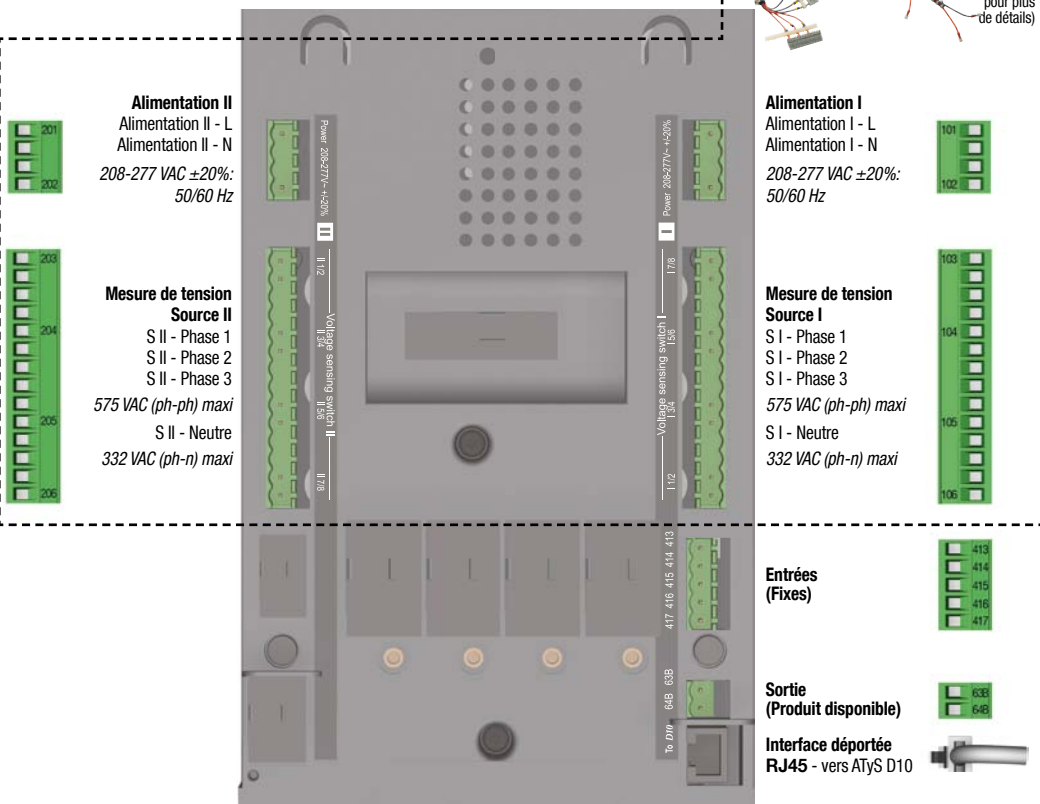 pour plus
de détails)
Alimentation II
Alimentation II - L
Alimentation II - N
208-277 VAC ±20%:
50/60 Hz
201
202
Mesure de tension
Source II
S II - Phase 1
S II - Phase 2
S II - Phase 3
575 VAC (ph-ph) maxi
S II - Neutre
332 VAC (ph-n) maxi
203
204
205
206
Power 208-277V~ +/-20%
II
II 1/2
II 3/4
II 5/6
II 7/8
Voltage sensing switch II
Power 208-277V~ +/-20%
I
I 7/8
I 5/6
I 3/4
I 1/2
Voltage sensing switch I
417 416 415 414 413
64B 63B
To D10
Alimentation I
Alimentation I - L
Alimentation I - N
208-277 VAC ±20%:
50/60 Hz
101
102
Mesure de tension
Source I
S I - Phase 1
S I - Phase 2
S I - Phase 3
575 VAC (ph-ph) maxi
S I - Neutre
332 VAC (ph-n) maxi
103
104
105
106
Entrées
(Fixes)
413
414
415
416
417
Sortie
(Produit disponible)
63B
64B
Interface déportée
RJ45 - vers ATyS D10